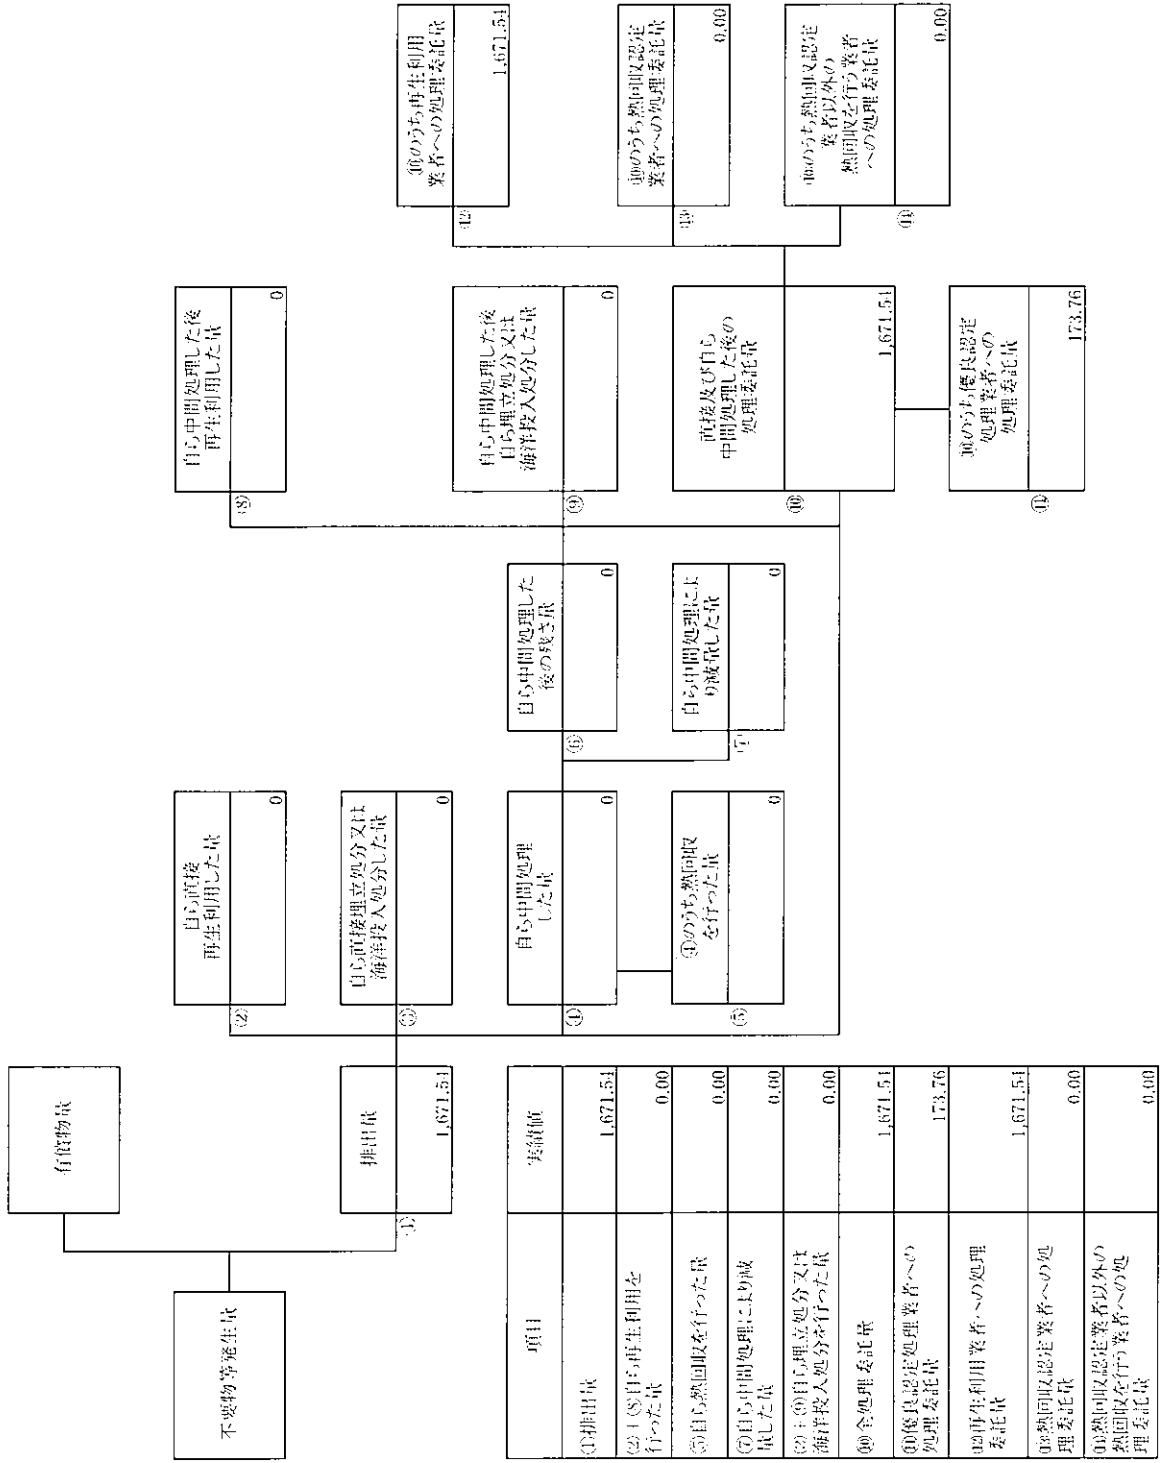 不要物等発生量
有償物量
①
排出量
1,671.54
②
自ら直接
再生利用した量
0
③
自ら直接埋立処分又は
海洋投入処分した量
0
④
自ら中間処理
した量
0
⑤
④のうち熱回収
を行った量
0
⑥
自ら中間処理した
後の残さ量
0
⑦
自ら中間処理によ
り減量した量
0
⑧
自ら中間処理した後
再生利用した量
0
⑨
自ら中間処理した後
自ら埋立処分又は
海洋投入処分した量
0
⑩
直接及び自ら
中間処理した後の
処理委託量
1,671.54
⑪
⑩のうち優良認定
処理業者への
処理委託量
173.76
⑫
⑩のうち再生利用
業者への処理委託量
1,671.54
⑬
⑩のうち熱回収認定
業者への処理委託量
0.00
⑭
⑩のうち熱回収認定
業者以外の
熱回収を行う業者
への処理委託量
0.00
項目 実績値
①排出量 1,671.54
②+⑧自ら再生利用を
行った量 0.00
⑤自ら熱回収を行った量 0.00
⑦自ら中間処理により減
量した量 0.00
③+⑨自ら埋立処分又は
海洋投入処分を行った量 0.00
⑩全処理委託量 1,671.54
⑪優良認定処理業者への
処理委託量 173.76
⑫再生利用業者への処理
委託量 1,671.54
⑬熱回収認定業者への処
理委託量 0.00
⑭熱回収認定業者以外の
熱回収を行う業者への処
理委託量 0.00